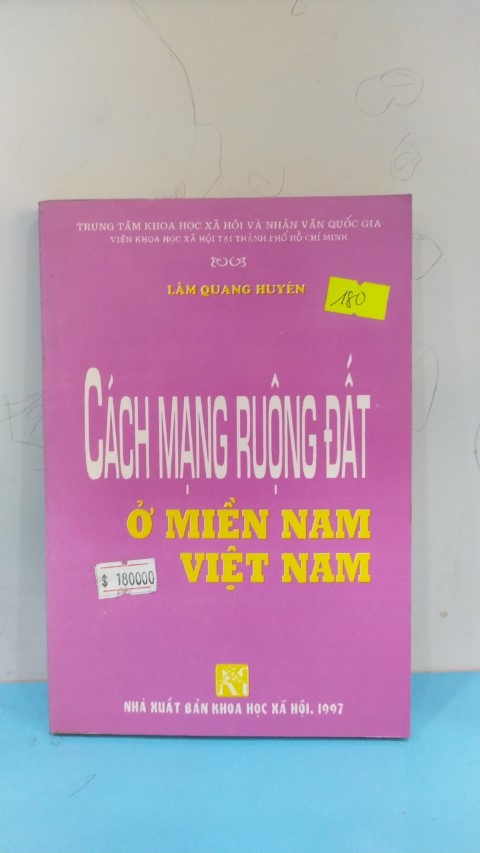 TRUNG TÂM KHOA HỌC XÃ HỘI VÀ NHÂN VĂN QUỐC GIA
VIỆN KHOA HỌC XÃ HỘI TẠI THÀNH PHỐ HỒ CHÍ MINH
LÂM QUANG HUYÊN
180
CÁCH MẠNG RUỘNG ĐẤT
Ở MIỀN NAM
VIỆT NAM
$ 180000
NHÀ XUẤT BẢN KHOA HỌC XÃ HỘI. 1997